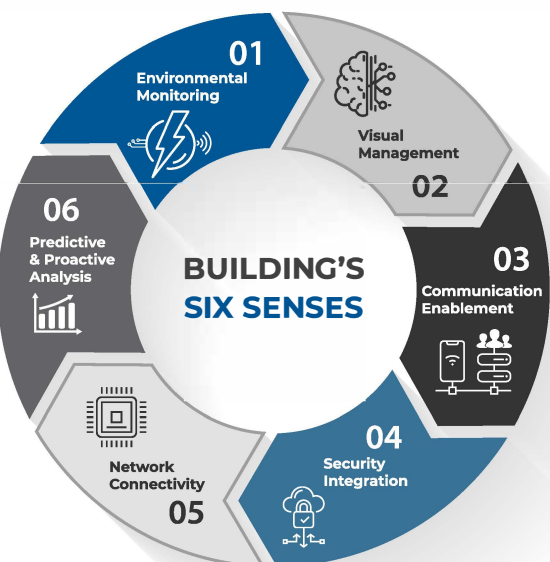 01
Environmental
Monitoring
Visual
Management
02
03
Communication
Enablement
04
Security
Integration
Network
Connectivity
05
06
Predictive
& Proactive
Analysis
BUILDING'S
SIX SENSES